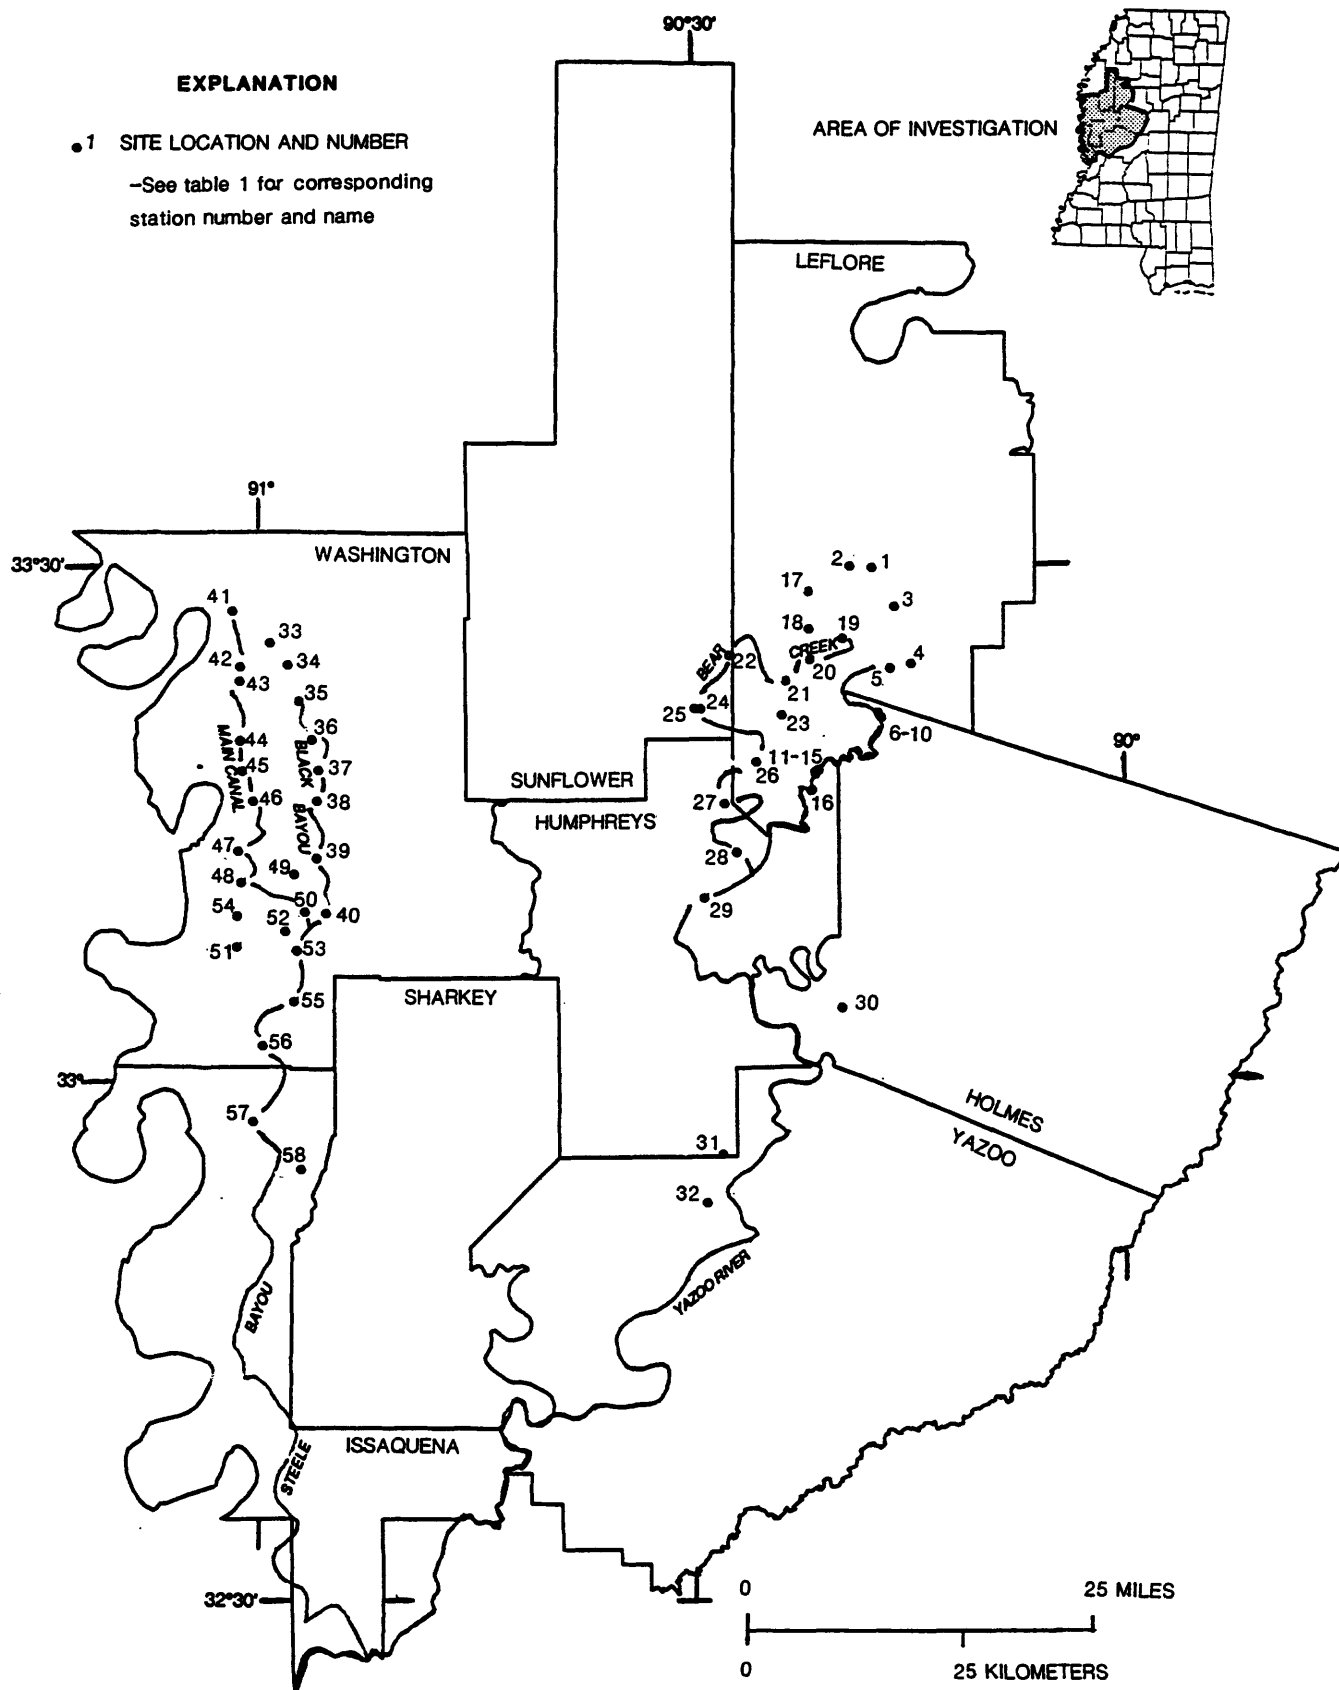 90°30'
EXPLANATION
1 SITE LOCATION AND NUMBER
-See table 1 for corresponding
station number and name
AREA OF INVESTIGATION
LEFLORE
91°
WASHINGTON
33°30'
2
1
17
3
41
33
18
19
CREEK
42
34
BEAR
22
20
5
4
43
21
35
25
24
23
6-10
44
36
MAIN CANAL
BLACK
45
37
90°
11-15
26
SUNFLOWER
46
38
27
16
HUMPHREYS
BAYOU
47
39
28
49
48
54
50
40
29
52
51
53
SHARKEY
55
30
56
33°
HOLMES
57
YAZOO
31
58
32
YAZOO RIVER
BAYOU
ISSAQUENA
STEELE
32°30'
0
25 MILES
0
25 KILOMETERS